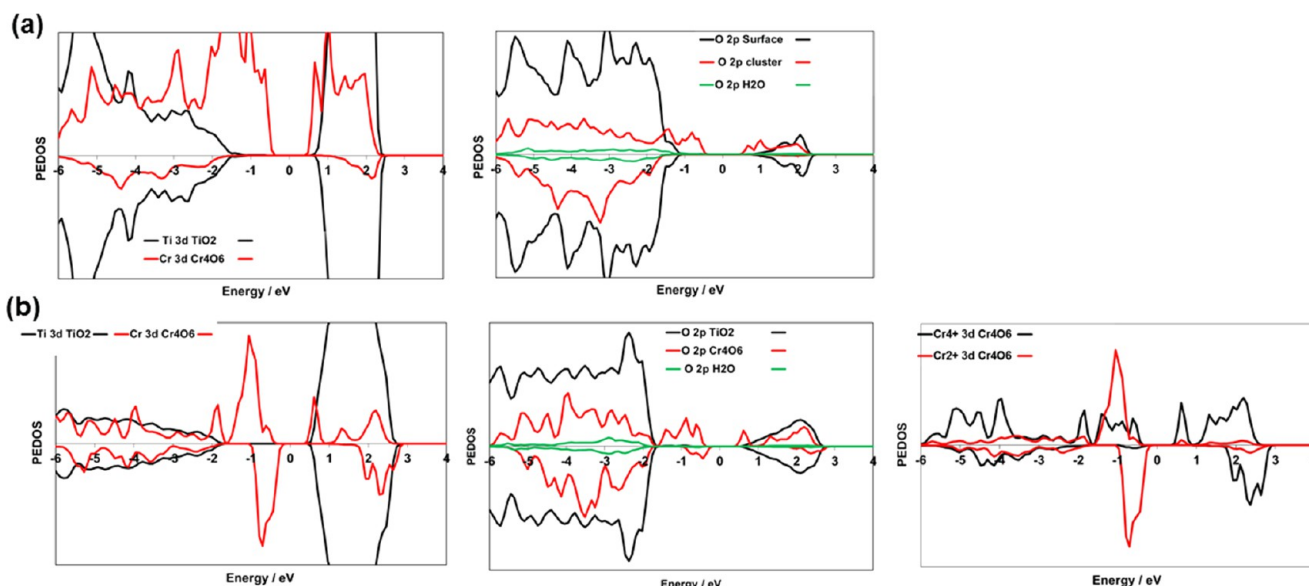 (a)
PEDOS
-6 -5 -4 -3 -2 -1 0 1 2 3 4
Ti 3d TiO2
Cr 3d Cr4O6
Energy / eV
O 2p Surface
O 2p cluster
O 2p H2O
PEDOS
-6 -5 -4 -3 -2 -1 0 1 2 3 4
Energy / eV
(b)
Ti 3d TiO2 Cr 3d Cr4O6
PEDOS
-6 -5 -4 -3 -2 -1 0 1 2 3 4
Energy / eV
O 2p TiO2
O 2p Cr4O6
O 2p H2O
PEDOS
-6 -5 -4 -3 -2 -1 0 1 2 3 4
Energy / eV
Cr4+ 3d Cr4O6
Cr2+ 3d Cr4O6
PEDOS
-6 -5 -4 -3 -2 -1 0 1 2 3
Energy / eV